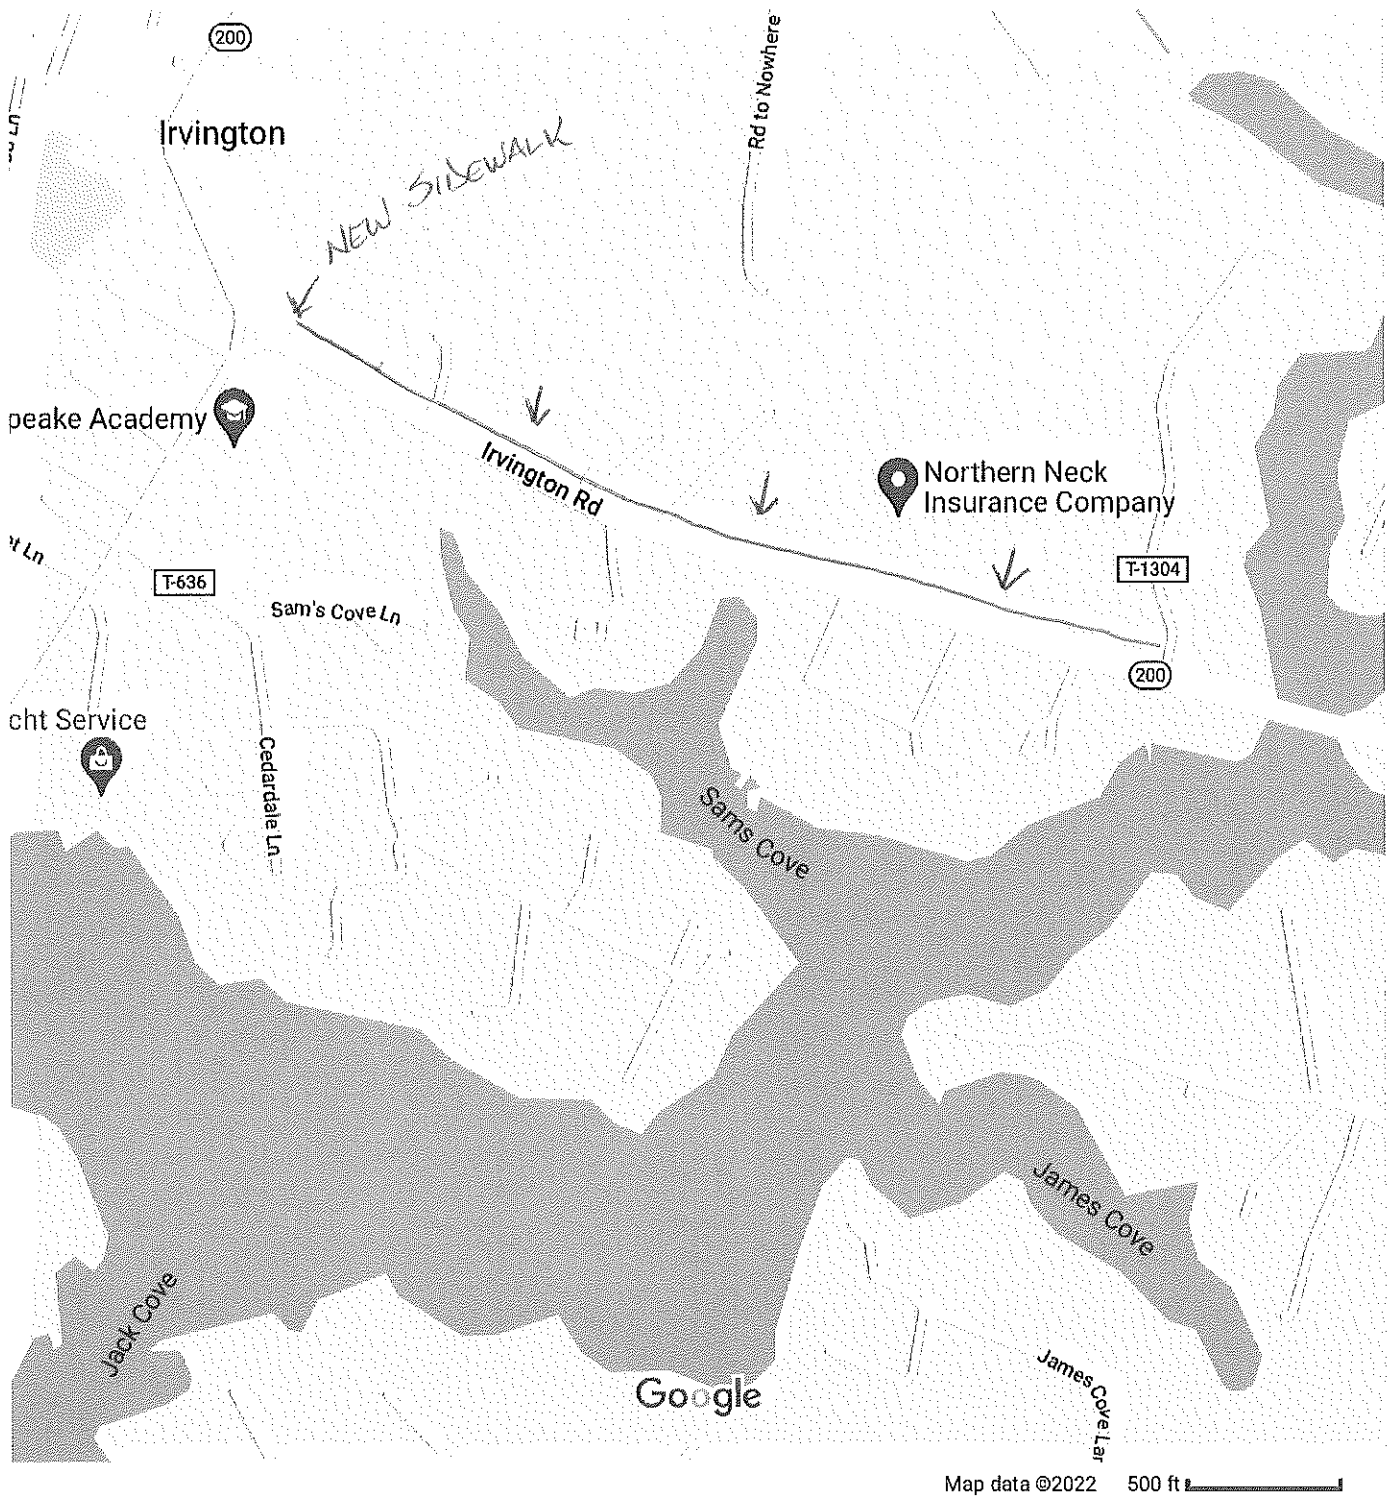 200
Rd to Nowhere
Irvington
NEW SIDEWALK
peake Academy
Irvington Rd
Northern Neck
Insurance Company
T-1304
T-636
Sam's Cove Ln
200
cht Service
Cedardale Ln
Sams Cove
James Cove
Jack Cove
James Cove Lan
Google
Map data ©2022 500 ft